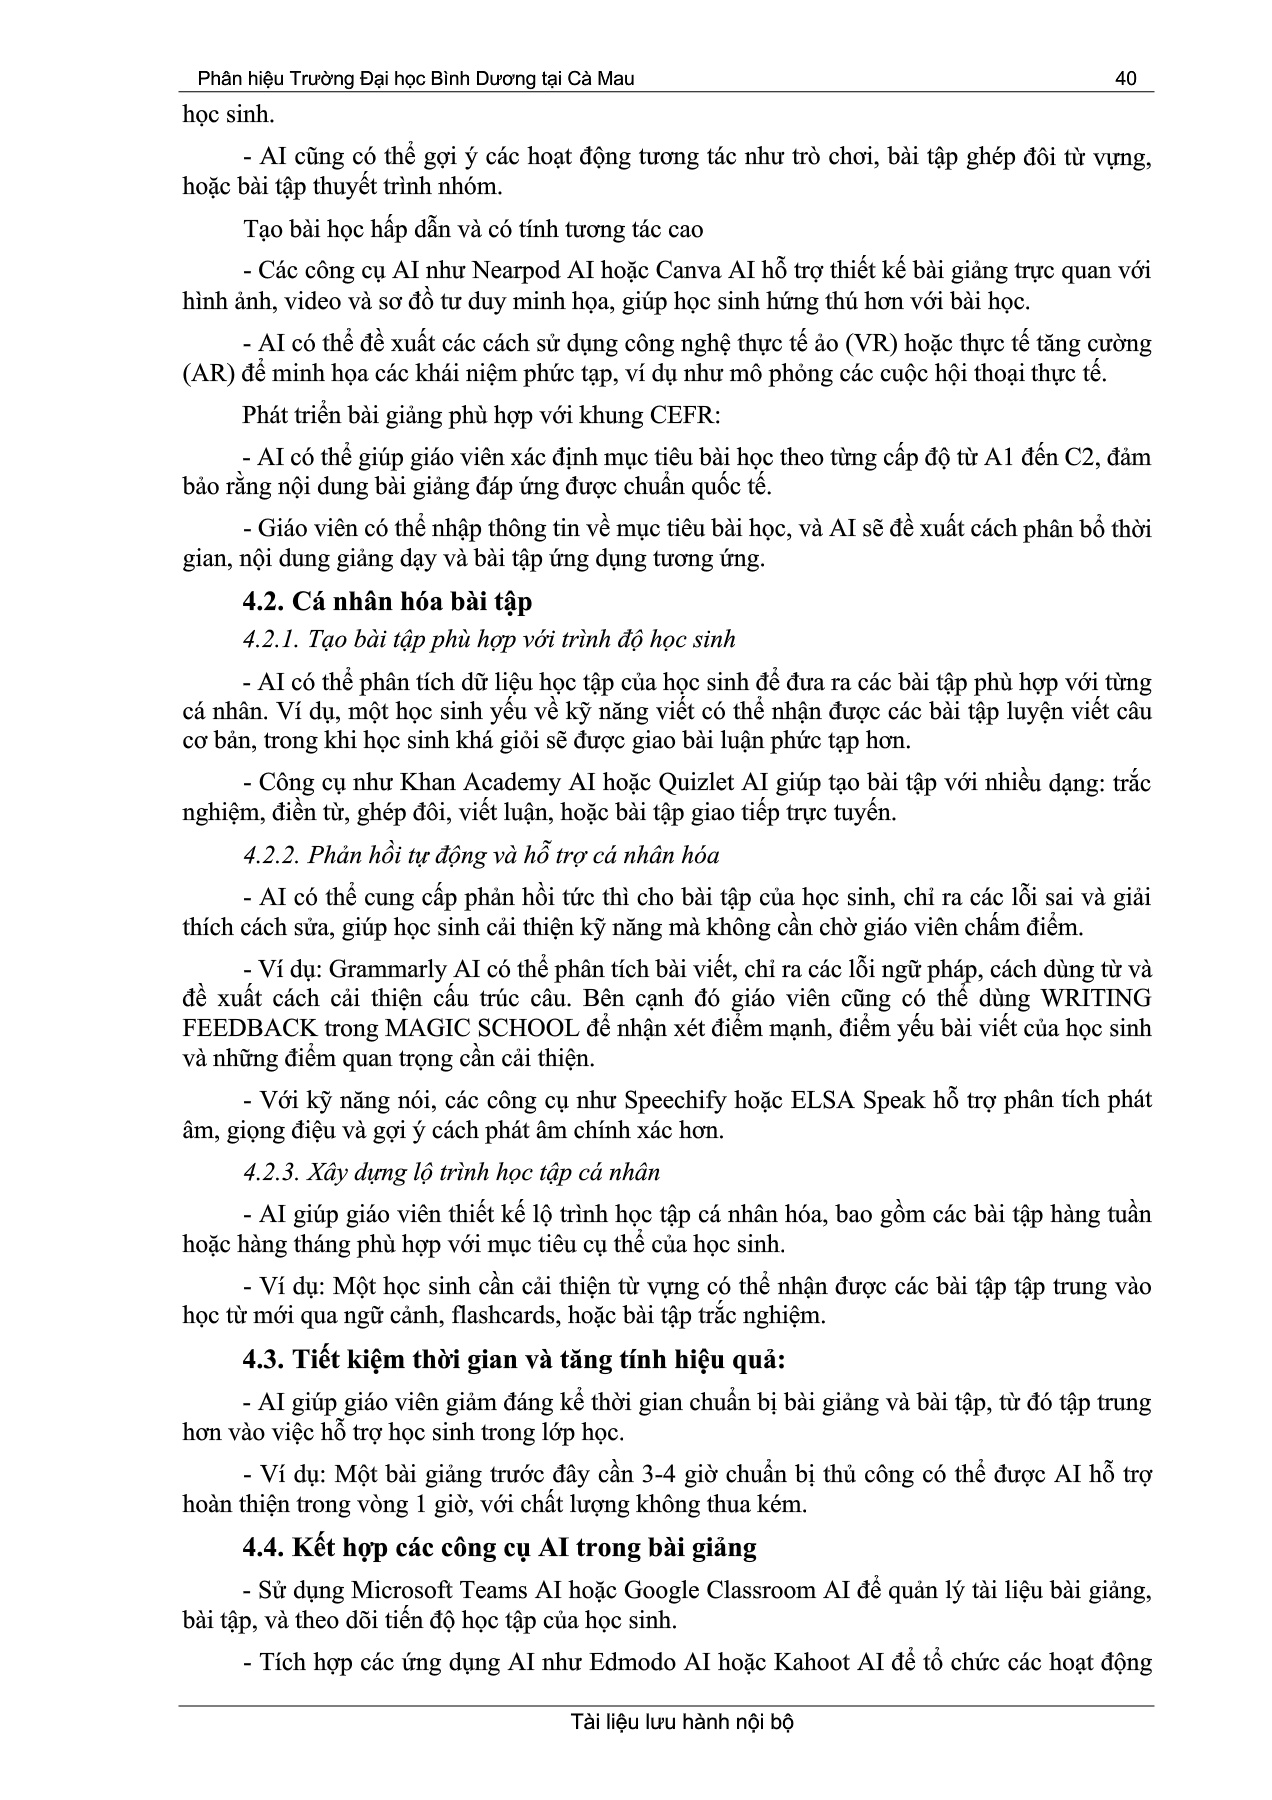 Phân hiệu Trường Đại học Bình Dương tại Cà Mau 40
học sinh.
- AI cũng có thể gợi ý các hoạt động tương tác như trò chơi, bài tập ghép đôi từ vựng,
hoặc bài tập thuyết trình nhóm.
Tạo bài học hấp dẫn và có tính tương tác cao
- Các công cụ AI như Nearpod AI hoặc Canva AI hỗ trợ thiết kế bài giảng trực quan với
hình ảnh, video và sơ đồ tư duy minh họa, giúp học sinh hứng thú hơn với bài học.
- AI có thể đề xuất các cách sử dụng công nghệ thực tế ảo (VR) hoặc thực tế tăng cường
(AR) để minh họa các khái niệm phức tạp, ví dụ như mô phỏng các cuộc hội thoại thực tế.
Phát triển bài giảng phù hợp với khung CEFR:
- AI có thể giúp giáo viên xác định mục tiêu bài học theo từng cấp độ từ A1 đến C2, đảm
bảo rằng nội dung bài giảng đáp ứng được chuẩn quốc tế.
- Giáo viên có thể nhập thông tin về mục tiêu bài học, và AI sẽ đề xuất cách phân bổ thời
gian, nội dung giảng dạy và bài tập ứng dụng tương ứng.
4.2. Cá nhân hóa bài tập
4.2.1. Tạo bài tập phù hợp với trình độ học sinh
- AI có thể phân tích dữ liệu học tập của học sinh để đưa ra các bài tập phù hợp với từng
cá nhân. Ví dụ, một học sinh yếu về kỹ năng viết có thể nhận được các bài tập luyện viết câu
cơ bản, trong khi học sinh khá giỏi sẽ được giao bài luận phức tạp hơn.
- Công cụ như Khan Academy AI hoặc Quizlet AI giúp tạo bài tập với nhiều dạng: trắc
nghiệm, điền từ, ghép đôi, viết luận, hoặc bài tập giao tiếp trực tuyến.
4.2.2. Phản hồi tự động và hỗ trợ cá nhân hóa
- AI có thể cung cấp phản hồi tức thì cho bài tập của học sinh, chỉ ra các lỗi sai và giải
thích cách sửa, giúp học sinh cải thiện kỹ năng mà không cần chờ giáo viên chấm điểm.
- Ví dụ: Grammarly AI có thể phân tích bài viết, chỉ ra các lỗi ngữ pháp, cách dùng từ và
đề xuất cách cải thiện cấu trúc câu. Bên cạnh đó giáo viên cũng có thể dùng WRITING
FEEDBACK trong MAGIC SCHOOL để nhận xét điểm mạnh, điểm yếu bài viết của học sinh
và những điểm quan trọng cần cải thiện.
- Với kỹ năng nói, các công cụ như Speechify hoặc ELSA Speak hỗ trợ phân tích phát
âm, giọng điệu và gợi ý cách phát âm chính xác hơn.
4.2.3. Xây dựng lộ trình học tập cá nhân
- AI giúp giáo viên thiết kế lộ trình học tập cá nhân hóa, bao gồm các bài tập hàng tuần
hoặc hàng tháng phù hợp với mục tiêu cụ thể của học sinh.
- Ví dụ: Một học sinh cần cải thiện từ vựng có thể nhận được các bài tập tập trung vào
học từ mới qua ngữ cảnh, flashcards, hoặc bài tập trắc nghiệm.
4.3. Tiết kiệm thời gian và tăng tính hiệu quả:
- AI giúp giáo viên giảm đáng kể thời gian chuẩn bị bài giảng và bài tập, từ đó tập trung
hơn vào việc hỗ trợ học sinh trong lớp học.
- Ví dụ: Một bài giảng trước đây cần 3-4 giờ chuẩn bị thủ công có thể được AI hỗ trợ
hoàn thiện trong vòng 1 giờ, với chất lượng không thua kém.
4.4. Kết hợp các công cụ AI trong bài giảng
- Sử dụng Microsoft Teams AI hoặc Google Classroom AI để quản lý tài liệu bài giảng,
bài tập, và theo dõi tiến độ học tập của học sinh.
- Tích hợp các ứng dụng AI như Edmodo AI hoặc Kahoot AI để tổ chức các hoạt động
Tài liệu lưu hành nội bộ